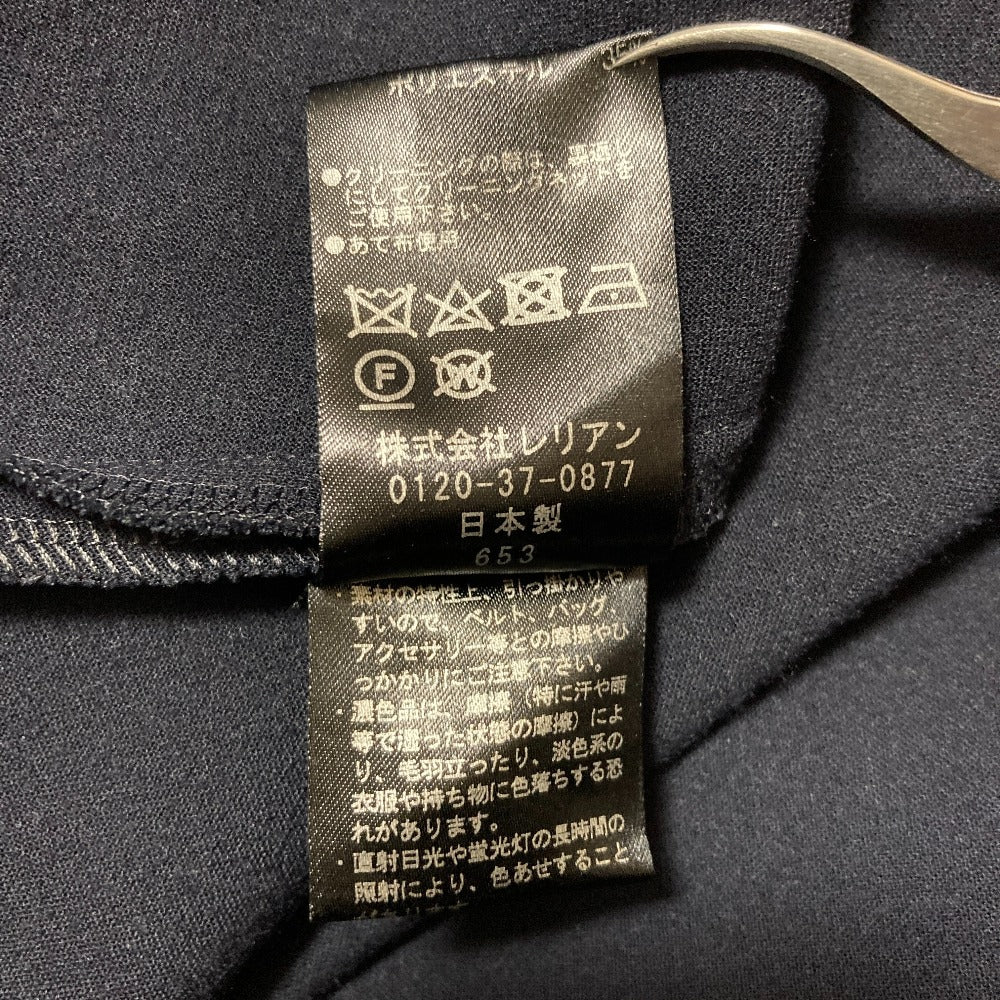 ポリエステル
●クリーニングの際は、裏返し
にしてクリーニングネットを
ご使用下さい。
●あて布使用
F W
株式会社レリアン
0120-37-0877
日本製
653
・素材の特性上、引っ掛かりや
すいので、ベルト、バッグ、
アクセサリー等との摩擦やひ
っかかりにご注意下さい。
・濃色品は、摩擦（特に汗や雨
等で湿った状態の摩擦）によ
り、毛羽立ったり、淡色系の
衣服や持ち物に色落ちする恐
れがあります。
・直射日光や蛍光灯の長時間の
照射により、色あせすること
があります